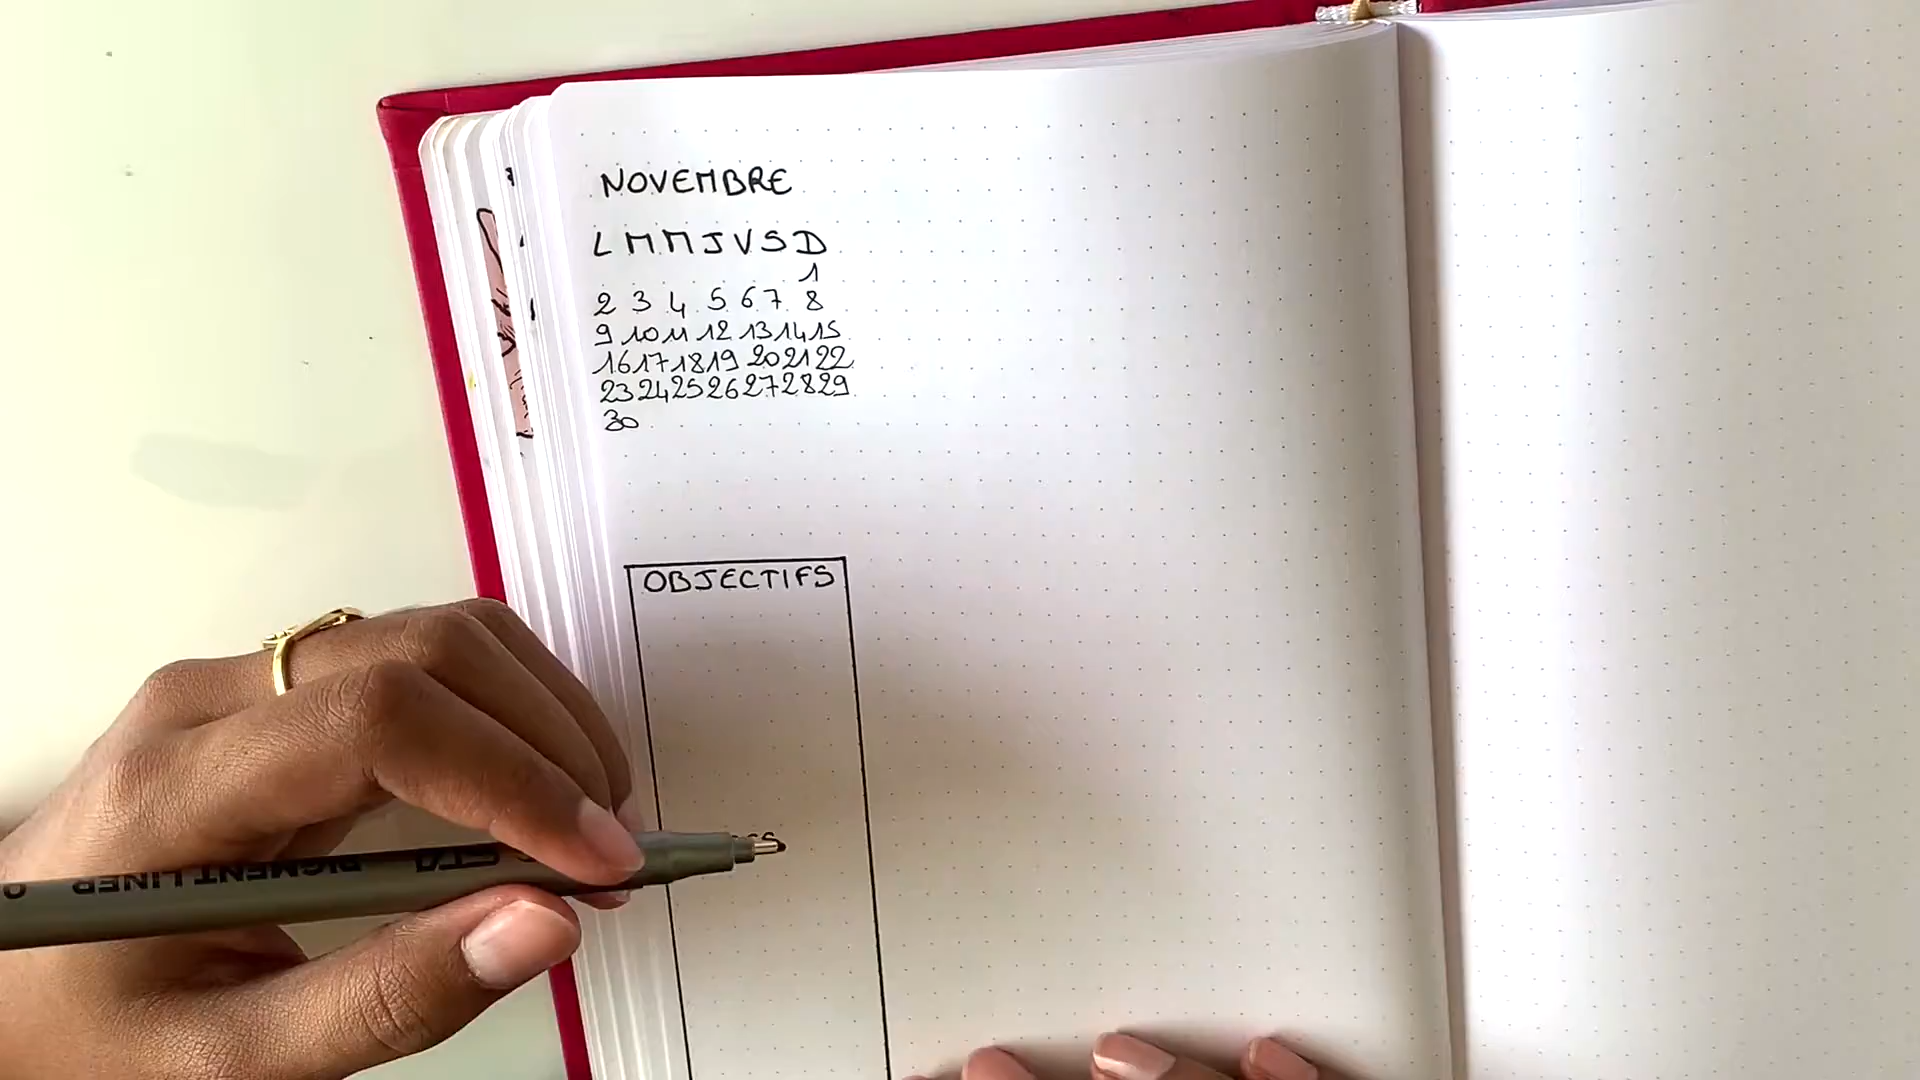 NOVEMBRE
L M M J V S D
1
2 3 4 5 6 7 8
9 10 11 12 13 14 15
16 17 18 19 20 21 22
23 24 25 26 27 28 29
30
OBJECTIFS
PIGMENT LINER